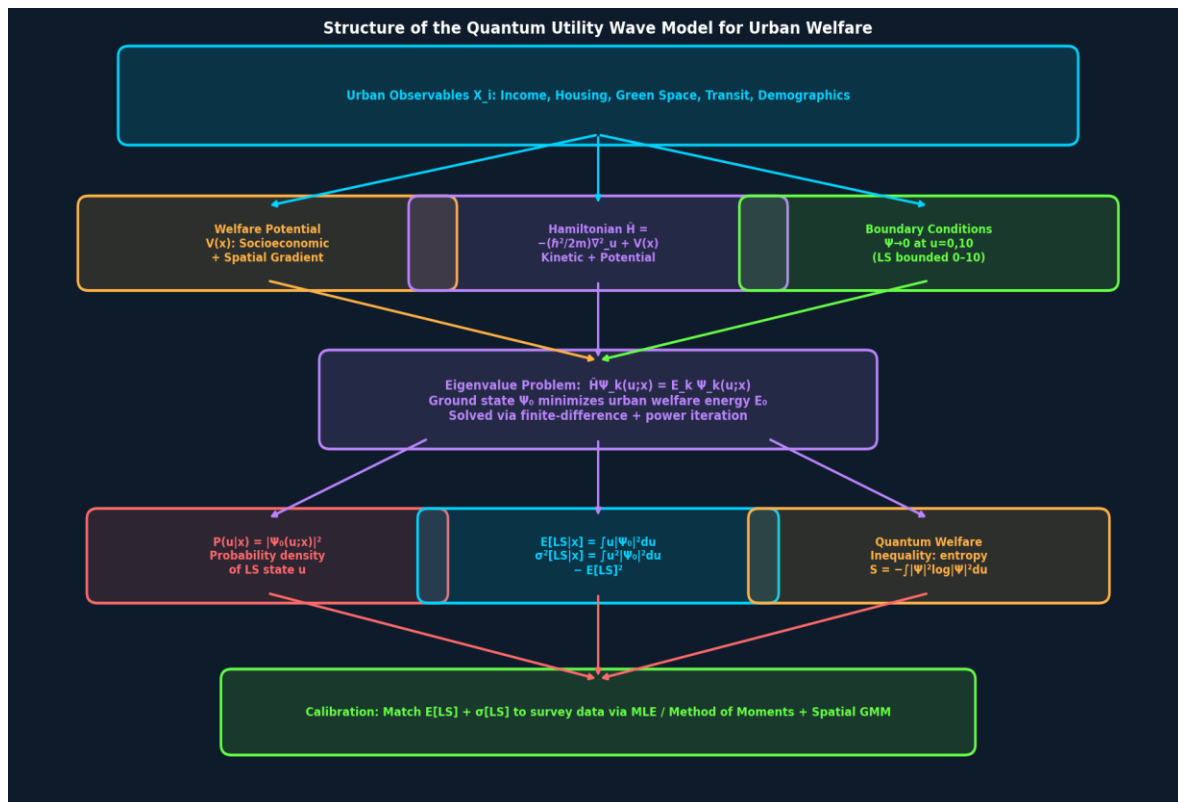 Structure of the Quantum Utility Wave Model for Urban Welfare
Urban Observables X_i: Income, Housing, Green Space, Transit, Demographics
Welfare Potential
V(x): Socioeconomic
+ Spatial Gradient
Hamiltonian Ĥ =
−(ℏ²/2m)∇²_u + V(x)
Kinetic + Potential
Boundary Conditions
Ψ→0 at u=0,10
(LS bounded 0–10)
Eigenvalue Problem:  ĤΨ_k(u;x) = E_k Ψ_k(u;x)
Ground state Ψ₀ minimizes urban welfare energy E₀
Solved via finite-difference + power iteration
P(u|x) = |Ψ₀(u;x)|²
Probability density
of LS state u
E[LS|x] = ∫u|Ψ₀|²du
σ²[LS|x] = ∫u²|Ψ₀|²du
− E[LS]²
Quantum Welfare
Inequality: entropy
S = −∫|Ψ|²log|Ψ|²du
Calibration: Match E[LS] + σ[LS] to survey data via MLE / Method of Moments + Spatial GMM